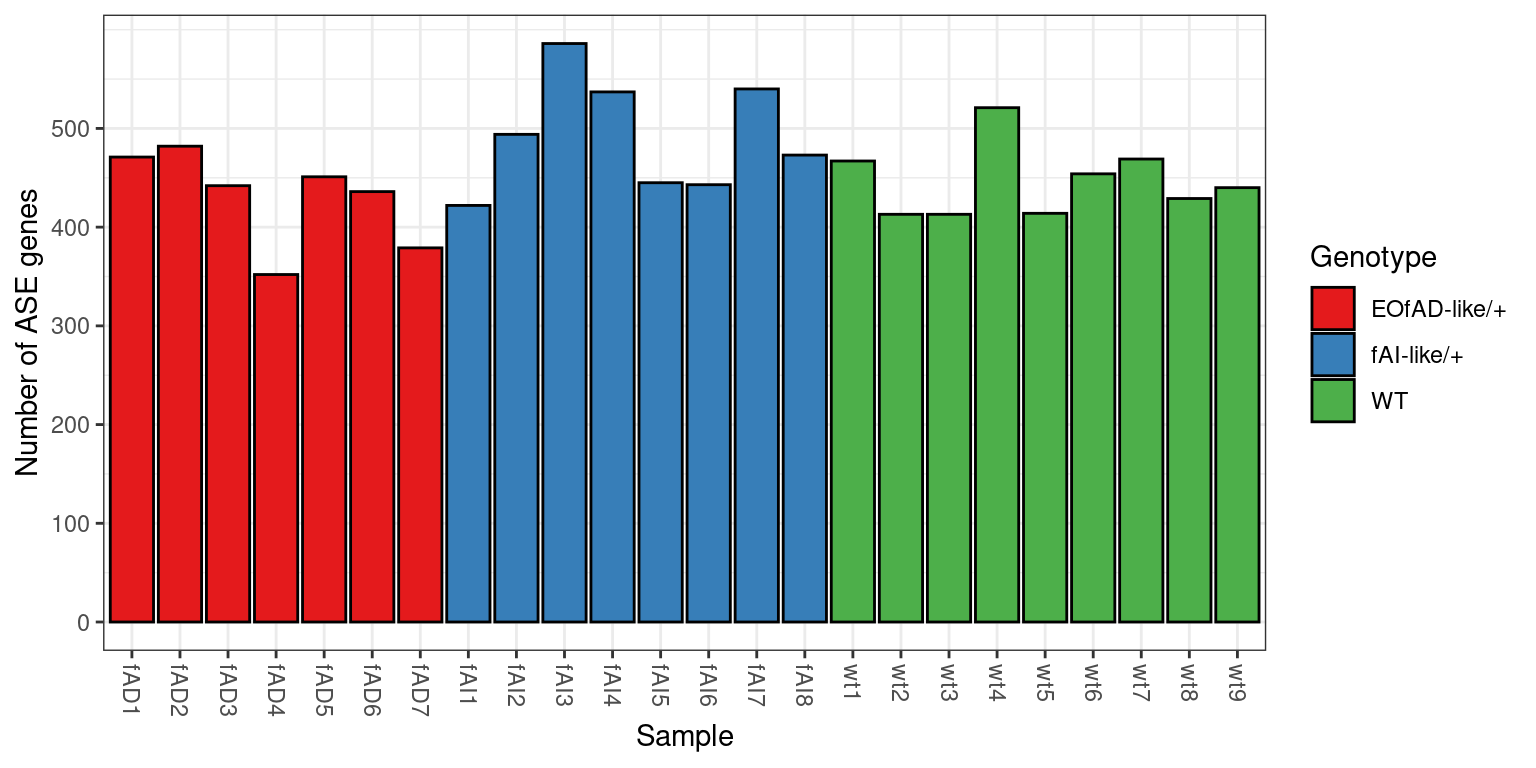 Number of ASE genes
500
400
300
200
100
0
fAD1
fAD2
fAD3
fAD4
fAD5
fAD6
fAD7
fAI1
fAI2
fAI3
fAI4
fAI5
fAI6
fAI7
fAI8
wt1
wt2
wt3
wt4
wt5
wt6
wt7
wt8
wt9
Sample
Genotype
EOfAD-like/+
fAI-like/+
WT